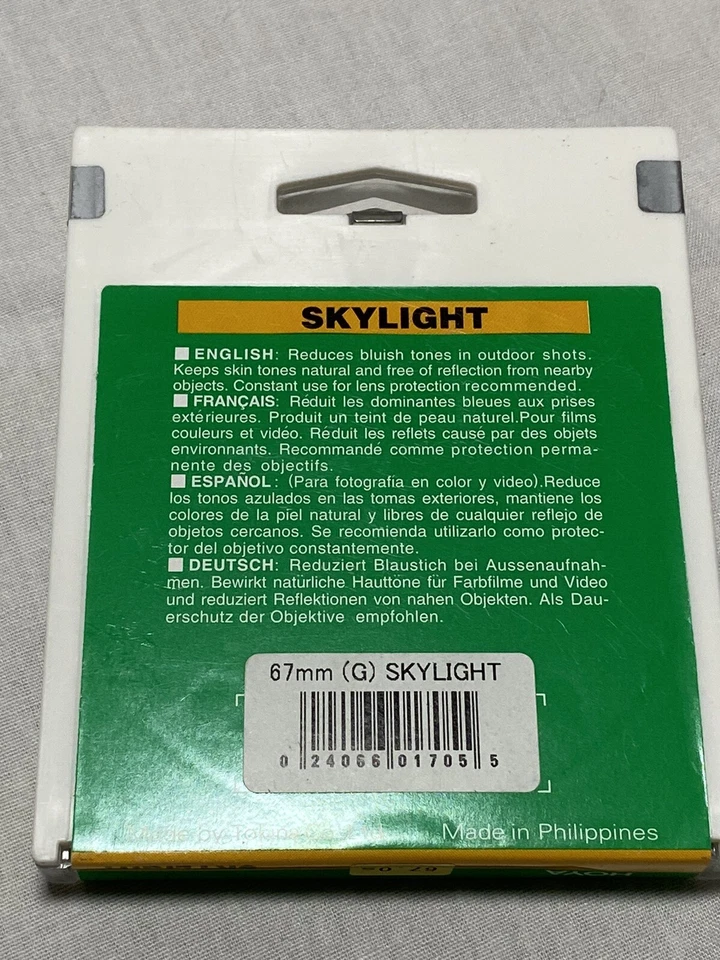 SKYLIGHT
ENGLISH: Reduces bluish tones in outdoor shots.
Keeps skin tones natural and free of reflection from nearby
objects. Constant use for lens protection recommended.
FRANÇAIS: Réduit les dominantes bleues aux prises
extérieures. Produit un teint de peau naturel.Pour films
couleurs et vidéo. Réduit les reflets causé par des objets
environnants. Recommandé comme protection perma-
nente des objectifs.
ESPAÑOL: (Para fotografía en color y video).Reduce
los tonos azulados en las tomas exteriores, mantiene los
colores de la piel natural y libres de cualquier reflejo de
objetos cercanos. Se recomienda utilizarlo como protec-
tor del objetivo constantemente.
DEUTSCH: Reduziert Blaustich bei Aussenaufnah-
men. Bewirkt natürliche Hauttöne für Farbfilme und Video
und reduziert Reflektionen von nahen Objekten. Als Dau-
erschutz der Objektive empfohlen.
67mm (G) SKYLIGHT
0 24066 01705 5
Made by
Made in Philippines
67
HOYA